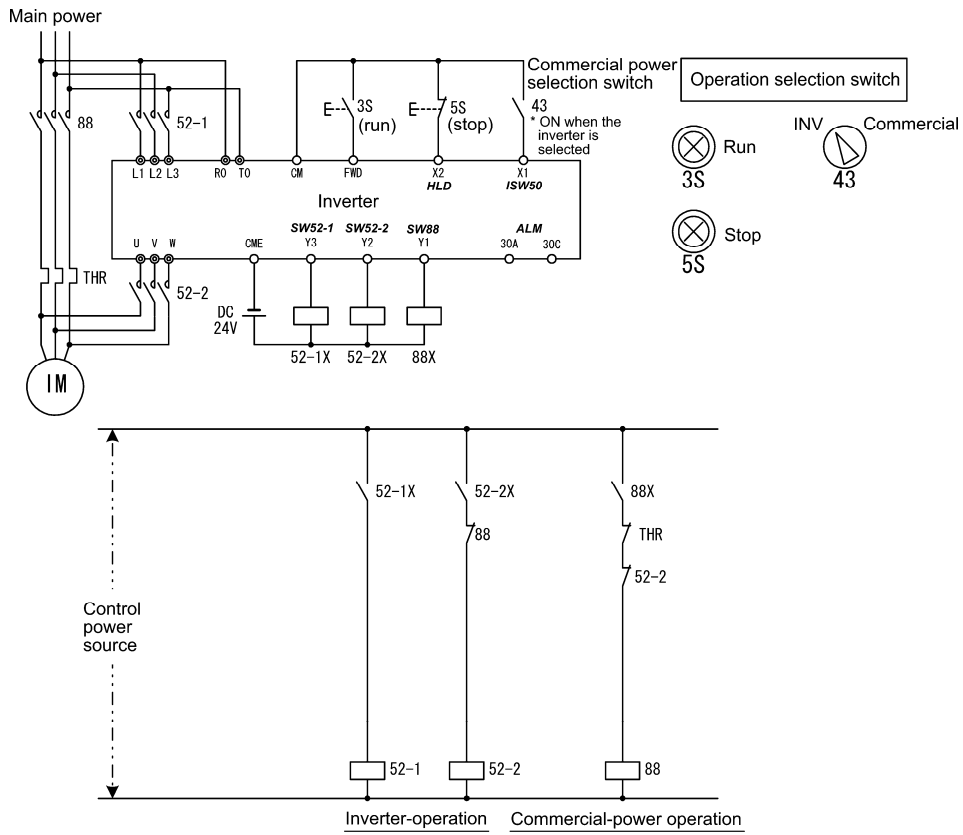 Main power
88
52-1
Commercial power
selection switch
3S
(run)
5S
(stop)
43
* ON when the
inverter is
selected
Operation selection switch
Run
3S
INV
Commercial
43
Stop
5S
L1 L2 L3 R0 T0 CM FWD X2 X1
HLD ISW50
Inverter
SW52-1 SW52-2 SW88 ALM
U V W CME Y3 Y2 Y1 30A 30C
THR
52-2
DC
24V
52-1X 52-2X 88X
IM
52-1X 52-2X 88X
88 THR
52-2
Control
power
source
52-1 52-2 88
Inverter-operation Commercial-power operation